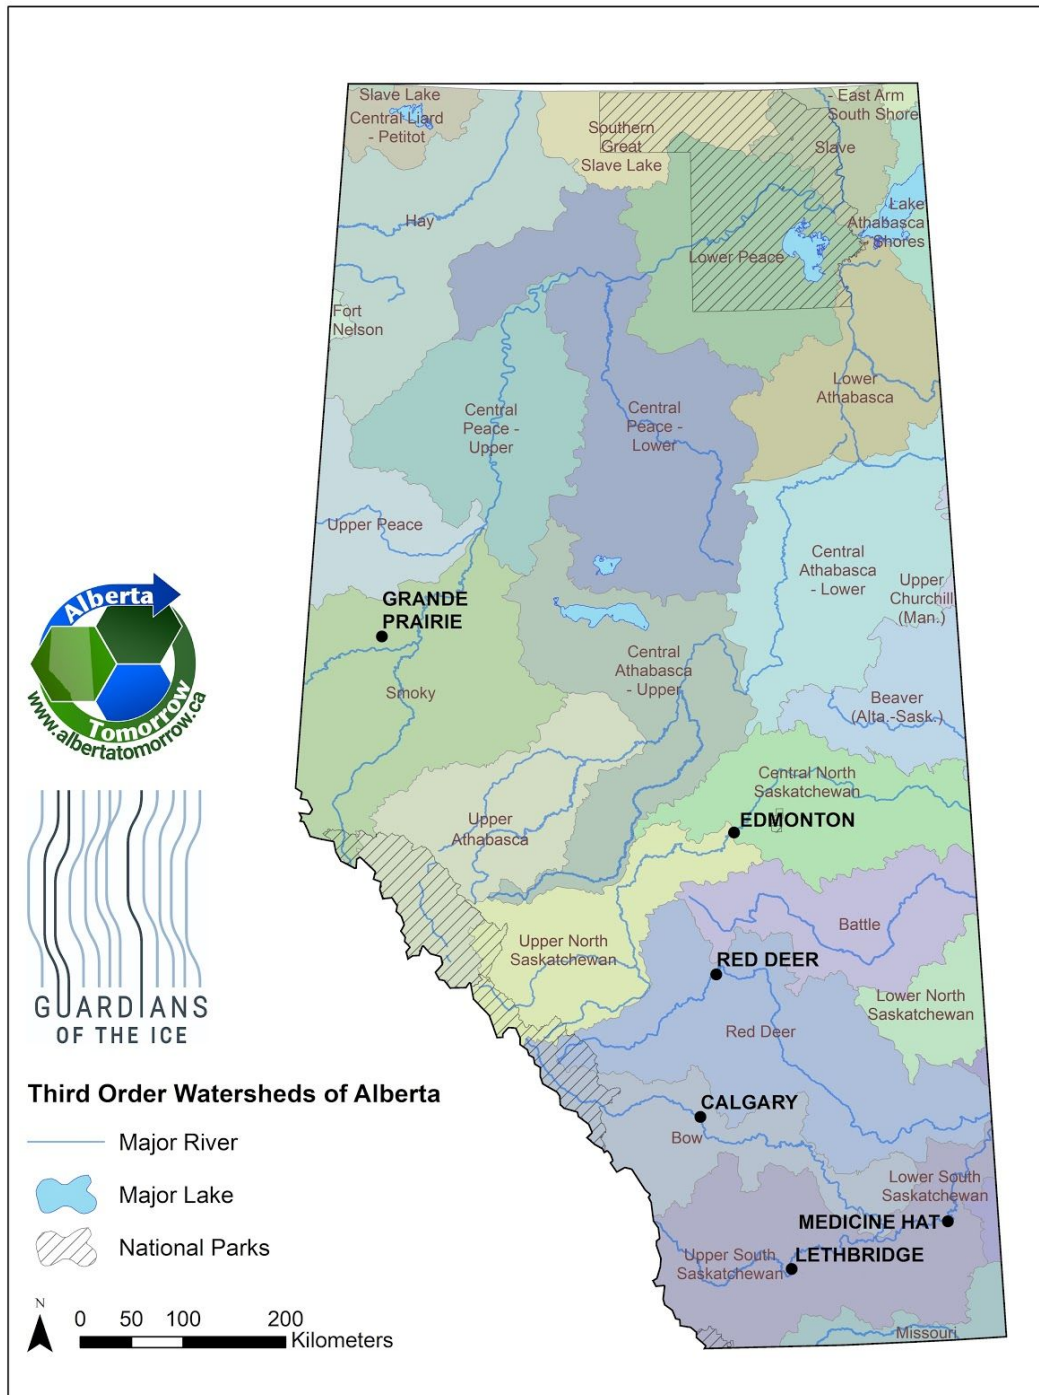 Slave Lake
Central Liard
- Petitot
Southern
Great
Slave Lake
- East Arm
South Shore
Slave
Hay
Lake
Athabasca
Shores
Lower Peace
Fort
Nelson
Lower
Athabasca
Central
Peace -
Upper
Central
Peace -
Lower
Upper Peace
Central
Athabasca
- Lower
Upper
Churchill
(Man.)
GRANDE
PRAIRIE
Smoky
Central
Athabasca
- Upper
Beaver
(Alta.-Sask.)
Central North
Saskatchewan
Upper
Athabasca
EDMONTON
Battle
Upper North
Saskatchewan
RED DEER
Lower North
Saskatchewan
Red Deer
CALGARY
Bow
Lower South
Saskatchewan
MEDICINE HAT
LETHBRIDGE
Upper South
Saskatchewan
Missouri
Alberta
Tomorrow
www.albertatomorrow.ca
GUARDIANS
OF THE ICE
Third Order Watersheds of Alberta
Major River
Major Lake
National Parks
N
0 50 100 200
Kilometers